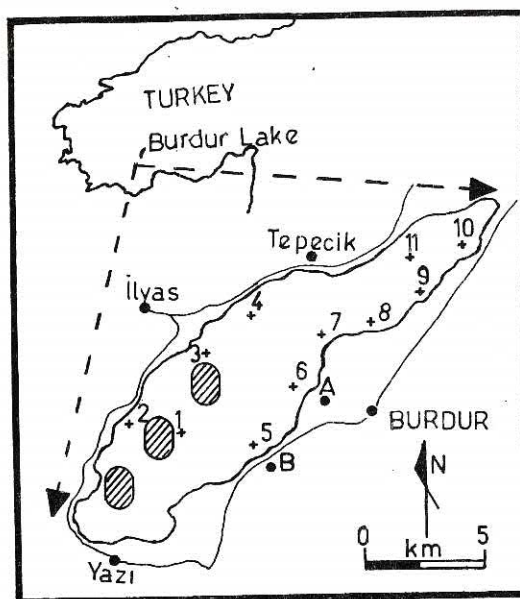 TURKEY
Burdur Lake
Tepecik
11
10
İlyas
9
4
8
7
3
6
A
2
1
BURDUR
5
B
N
0 5
km
Yazı